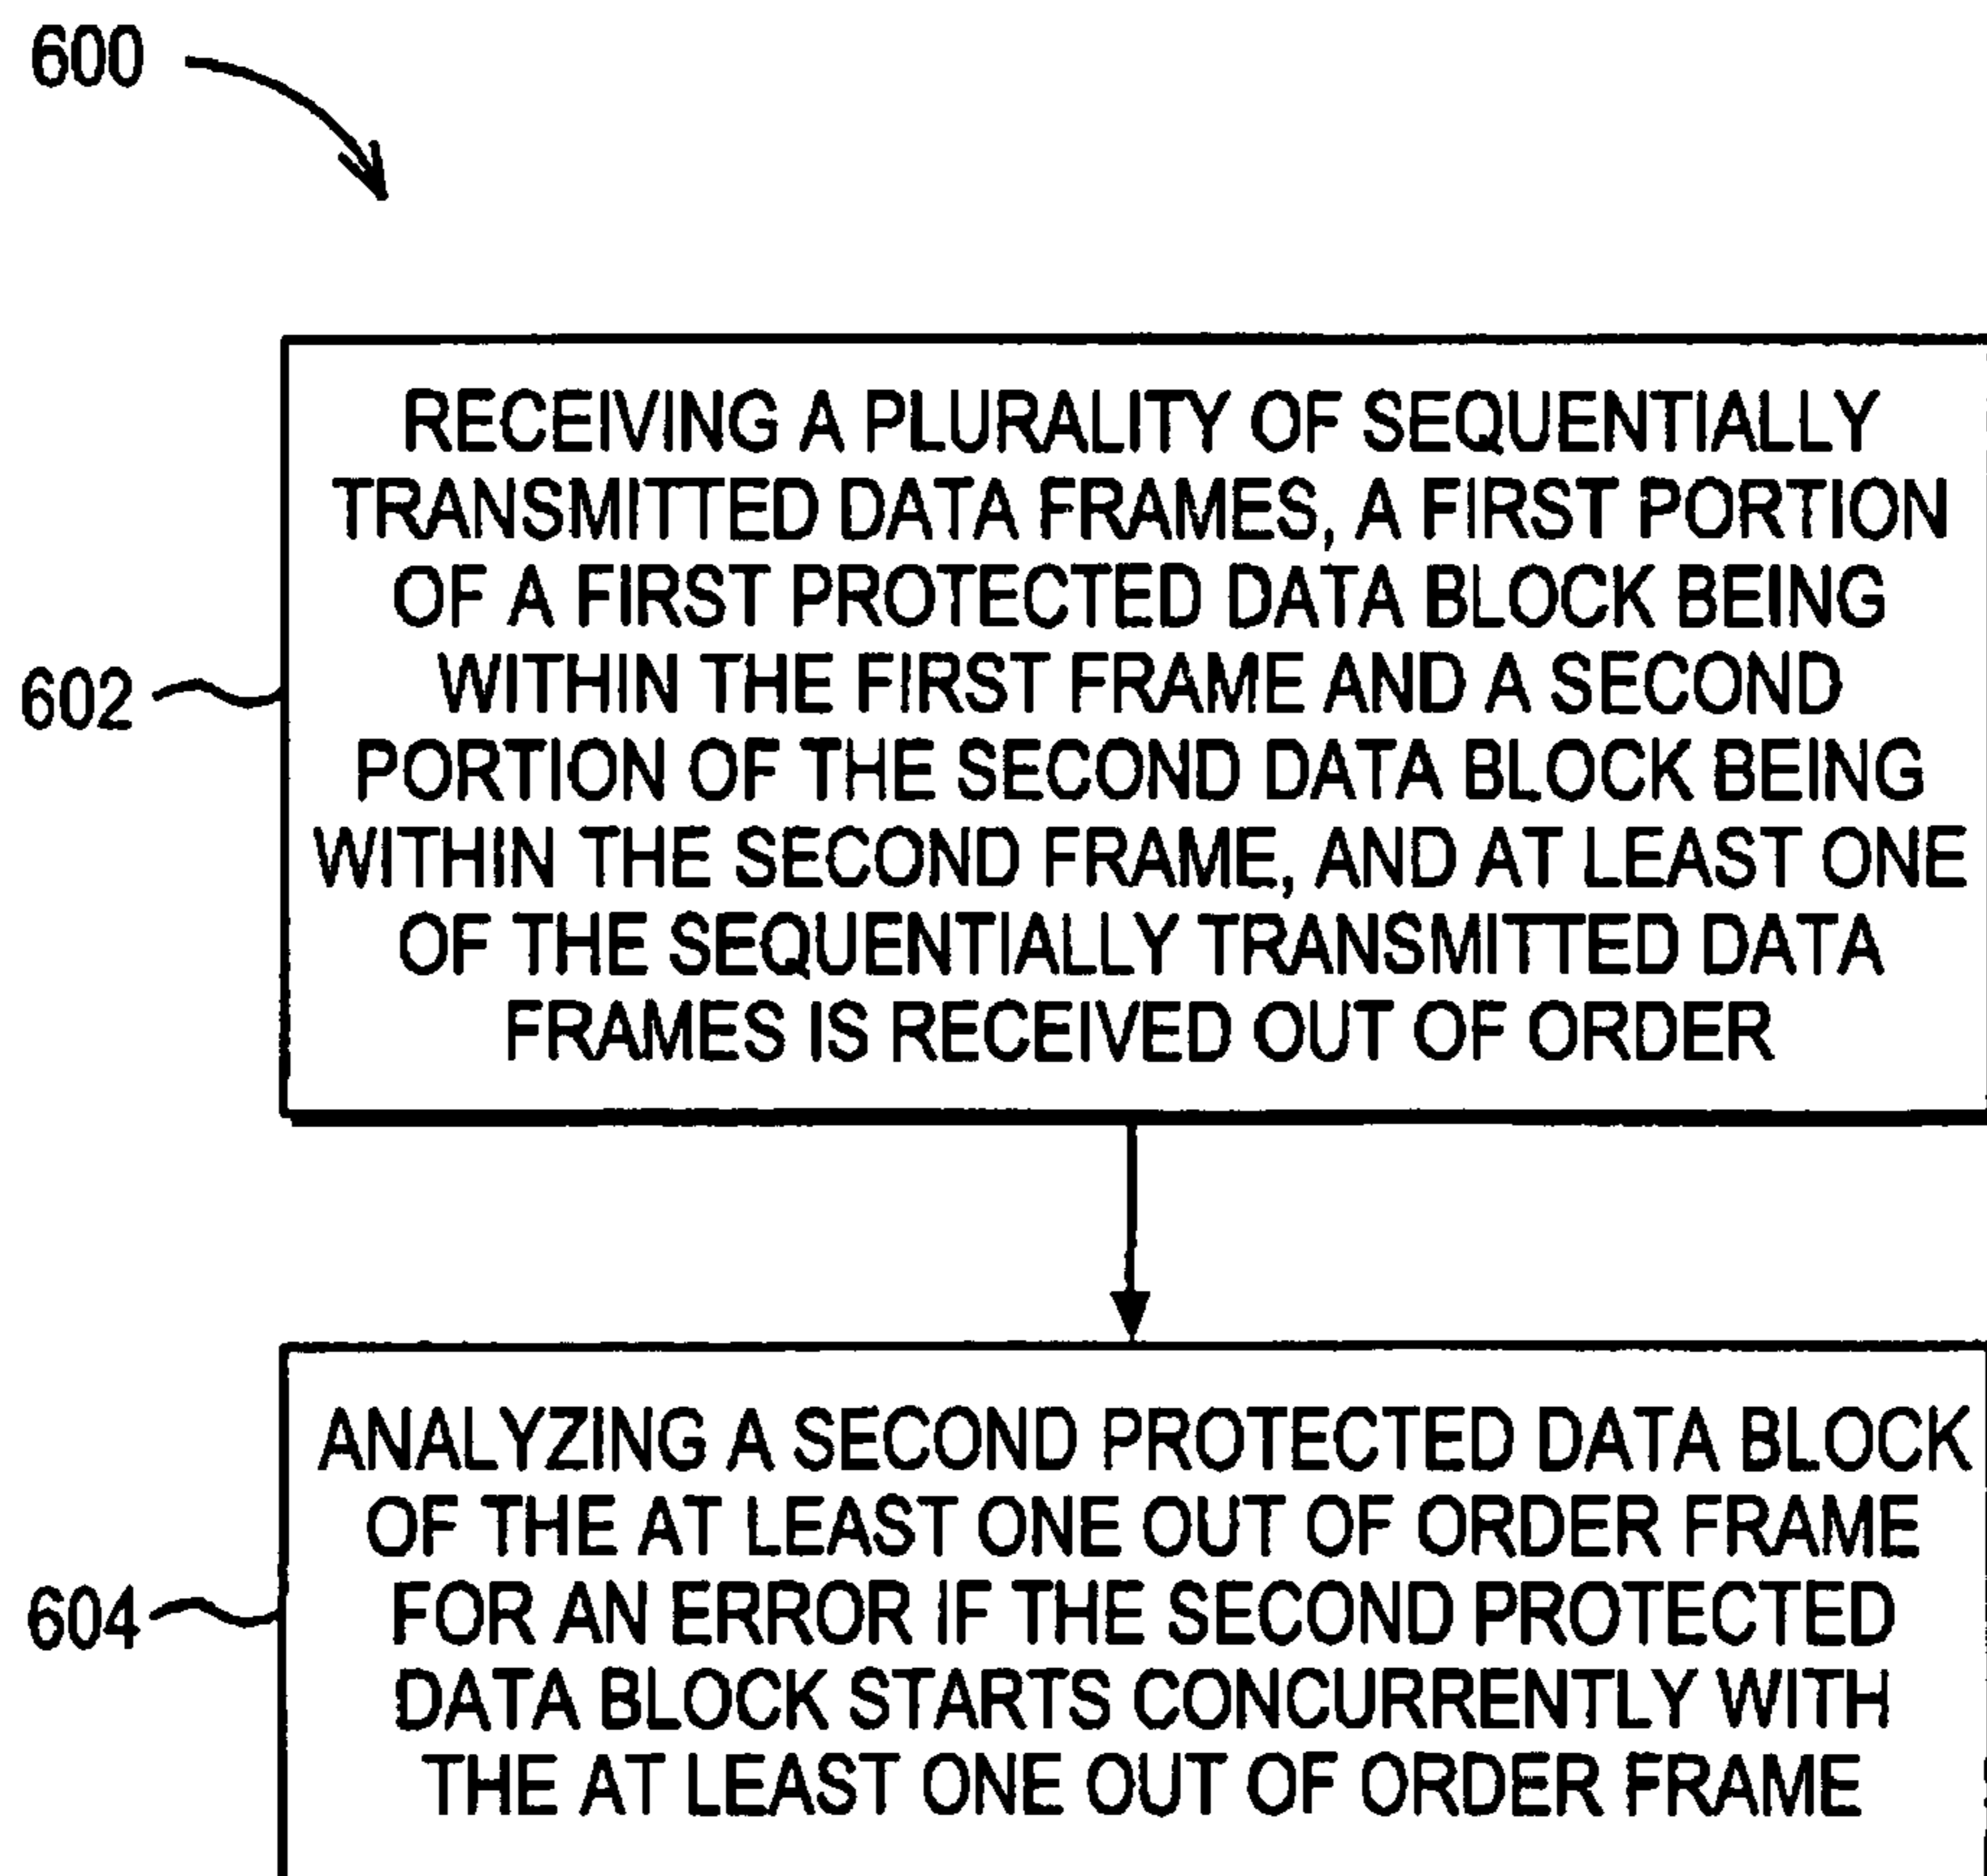 600
602
RECEIVING A PLURALITY OF SEQUENTIALLY
TRANSMITTED DATA FRAMES, A FIRST PORTION
OF A FIRST PROTECTED DATA BLOCK BEING
WITHIN THE FIRST FRAME AND A SECOND
PORTION OF THE SECOND DATA BLOCK BEING
WITHIN THE SECOND FRAME, AND AT LEAST ONE
OF THE SEQUENTIALLY TRANSMITTED DATA
FRAMES IS RECEIVED OUT OF ORDER
604
ANALYZING A SECOND PROTECTED DATA BLOCK
OF THE AT LEAST ONE OUT OF ORDER FRAME
FOR AN ERROR IF THE SECOND PROTECTED
DATA BLOCK STARTS CONCURRENTLY WITH
THE AT LEAST ONE OUT OF ORDER FRAME